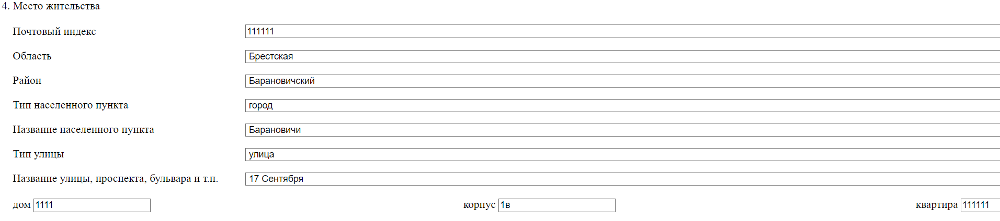 4. Место жительства
Почтовый индекс 111111
Область Брестская
Район Барановичский
Тип населенного пункта город
Название населенного пункта Барановичи
Тип улицы улица
Название улицы, проспекта, бульвара и т.п. 17 Сентября
дом 1111 корпус 1в квартира 111111